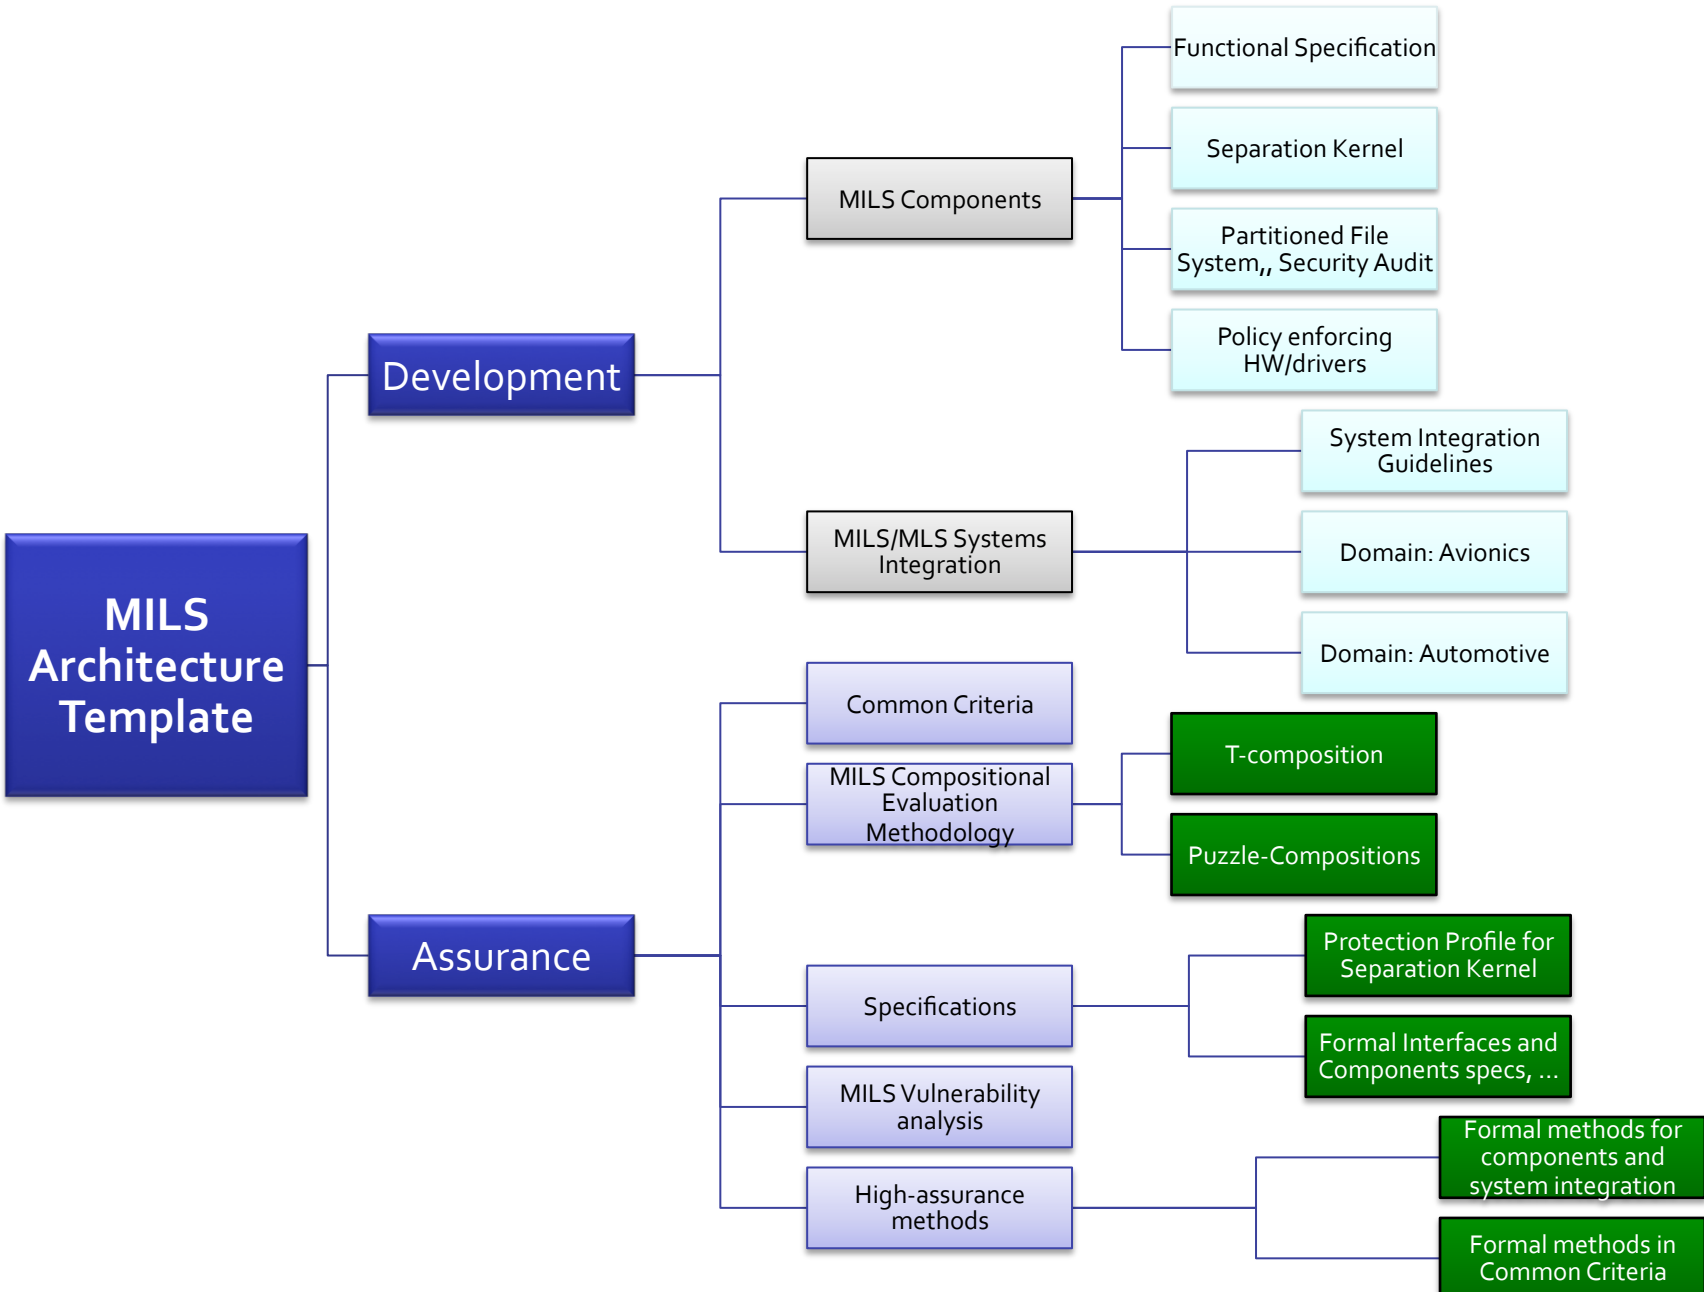 Functional Specification
Separation Kernel
MILS Components
Partitioned File
System,, Security Audit
Policy enforcing
HW/drivers
Development
System Integration
Guidelines
MILS/MLS Systems
Integration
Domain: Avionics
Domain: Automotive
MILS
Architecture
Template
Common Criteria
T-composition
MILS Compositional
Evaluation
Methodology
Puzzle-Compositions
Assurance
Protection Profile for
Separation Kernel
Specifications
Formal Interfaces and
Components specs, ...
MILS Vulnerability
analysis
Formal methods for
components and
system integration
High-assurance
methods
Formal methods in
Common Criteria